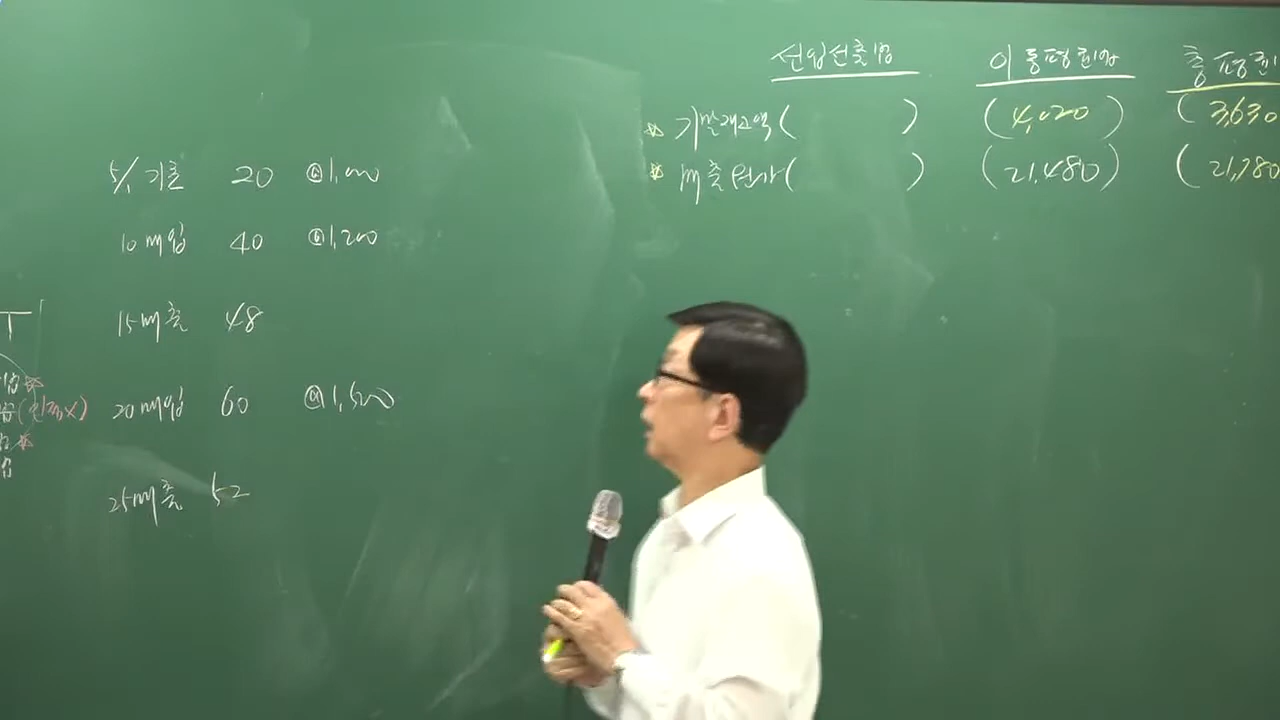 선입선출법 이동평균법 총평균
기말재고액( ) (4,020) (3,630
매출원가( ) (21,480) (21,780
5/1 기초 20 @1,000
10 매입 40 @1,200
15 매출 48
20 매입 60 @1,500
25 매출 52